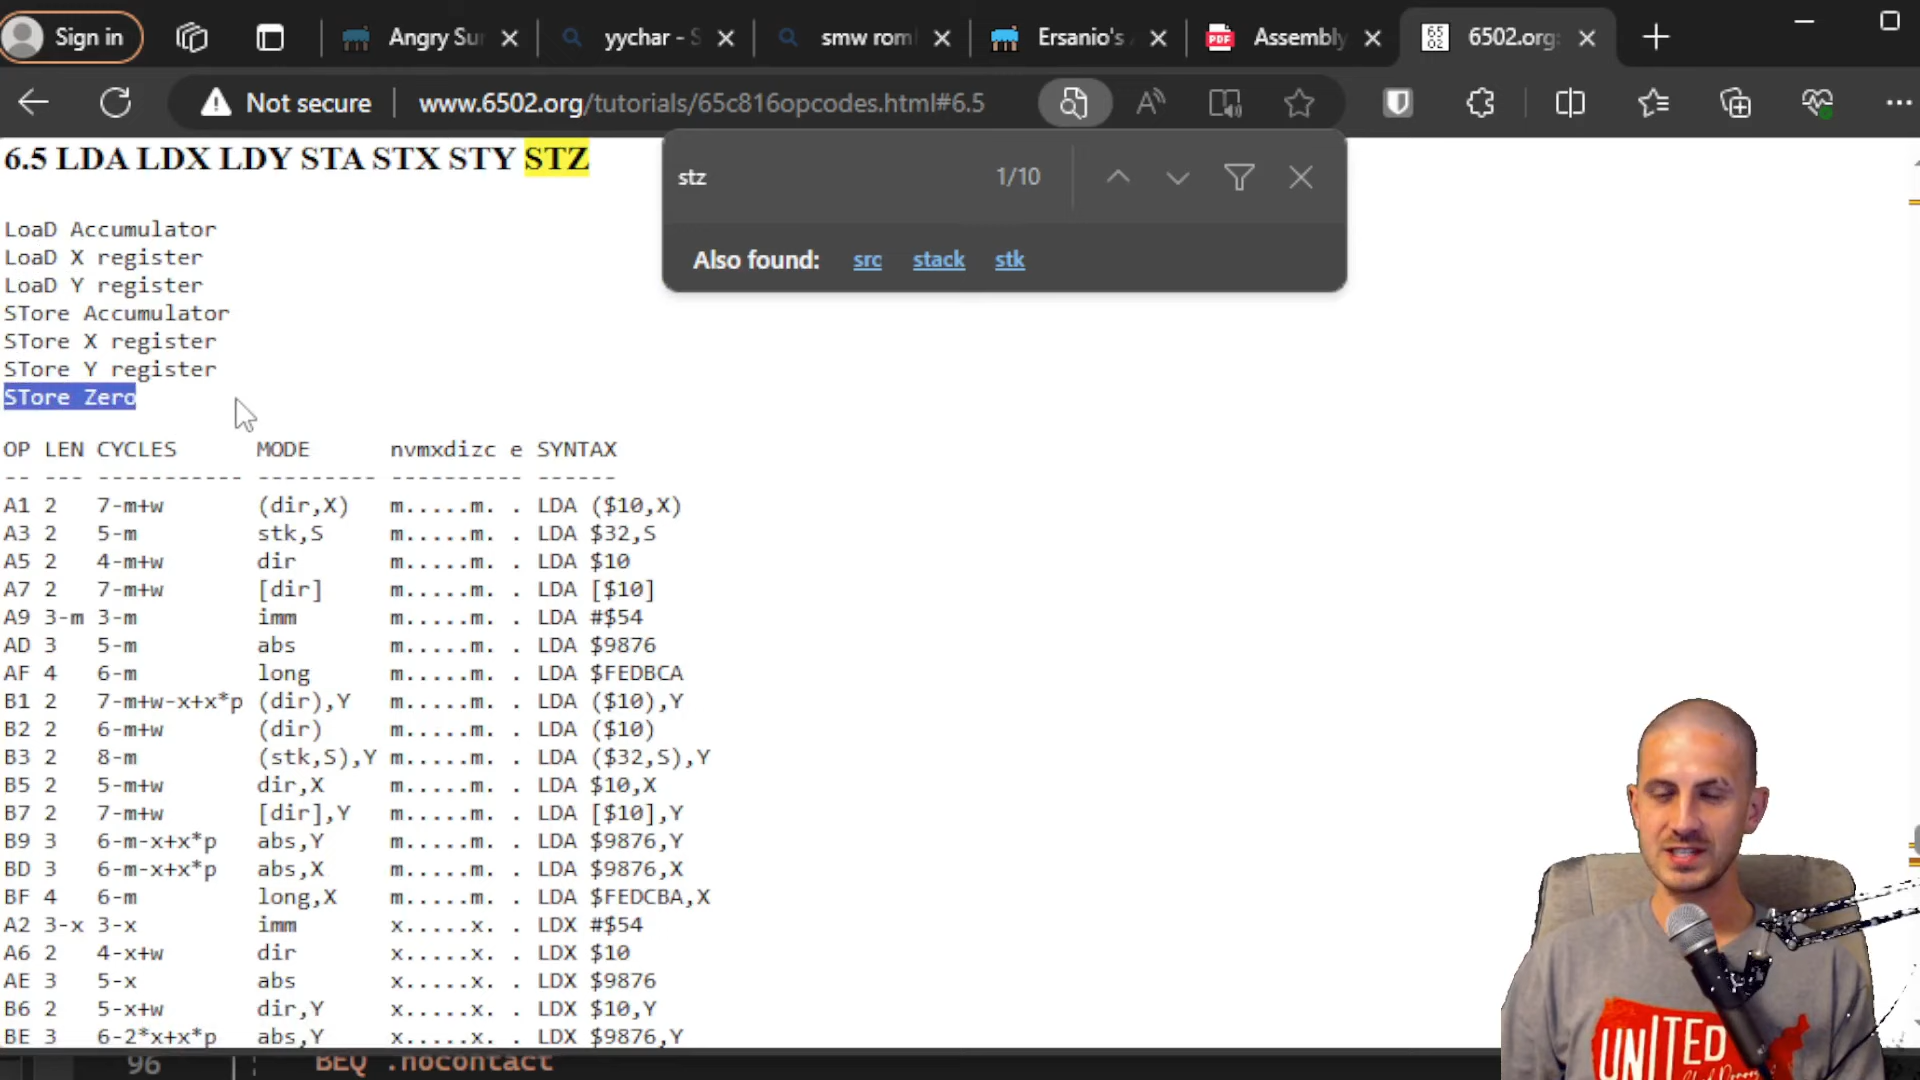 Sign in
Angry Su
yychar - S
smw rom
Ersanio's
PDF
Assembly
65 02
6502.org:
Not secure
www.6502.org/tutorials/65c816opcodes.html#6.5
stz
1/10
Also found: src stack stk
6.5 LDA LDX LDY STA STX STY STZ
LoaD Accumulator
LoaD X register
LoaD Y register
STore Accumulator
STore X register
STore Y register
STore Zero
OP LEN CYCLES MODE nvmxdizc e SYNTAX
-- --- ----------- --------- ---------- ------
A1 2 7-m+w (dir,X) m.....m. . LDA ($10,X)
A3 2 5-m stk,S m.....m. . LDA $32,S
A5 2 4-m+w dir m.....m. . LDA $10
A7 2 7-m+w [dir] m.....m. . LDA [$10]
A9 3-m 3-m imm m.....m. . LDA #$54
AD 3 5-m abs m.....m. . LDA $9876
AF 4 6-m long m.....m. . LDA $FEDBCA
B1 2 7-m+w-x+x*p (dir),Y m.....m. . LDA ($10),Y
B2 2 6-m+w (dir) m.....m. . LDA ($10)
B3 2 8-m (stk,S),Y m.....m. . LDA ($32,S),Y
B5 2 5-m+w dir,X m.....m. . LDA $10,X
B7 2 7-m+w [dir],Y m.....m. . LDA [$10],Y
B9 3 6-m-x+x*p abs,Y m.....m. . LDA $9876,Y
BD 3 6-m-x+x*p abs,X m.....m. . LDA $9876,X
BF 4 6-m long,X m.....m. . LDA $FEDCBA,X
A2 3-x 3-x imm x.....x. . LDX #$54
A6 2 4-x+w dir x.....x. . LDX $10
AE 3 5-x abs x.....x. . LDX $9876
B6 2 5-x+w dir,Y x.....x. . LDX $10,Y
BE 3 6-2*x+x*p abs,Y x.....x. . LDX $9876,Y
96 BEQ .nocontact
UNITED